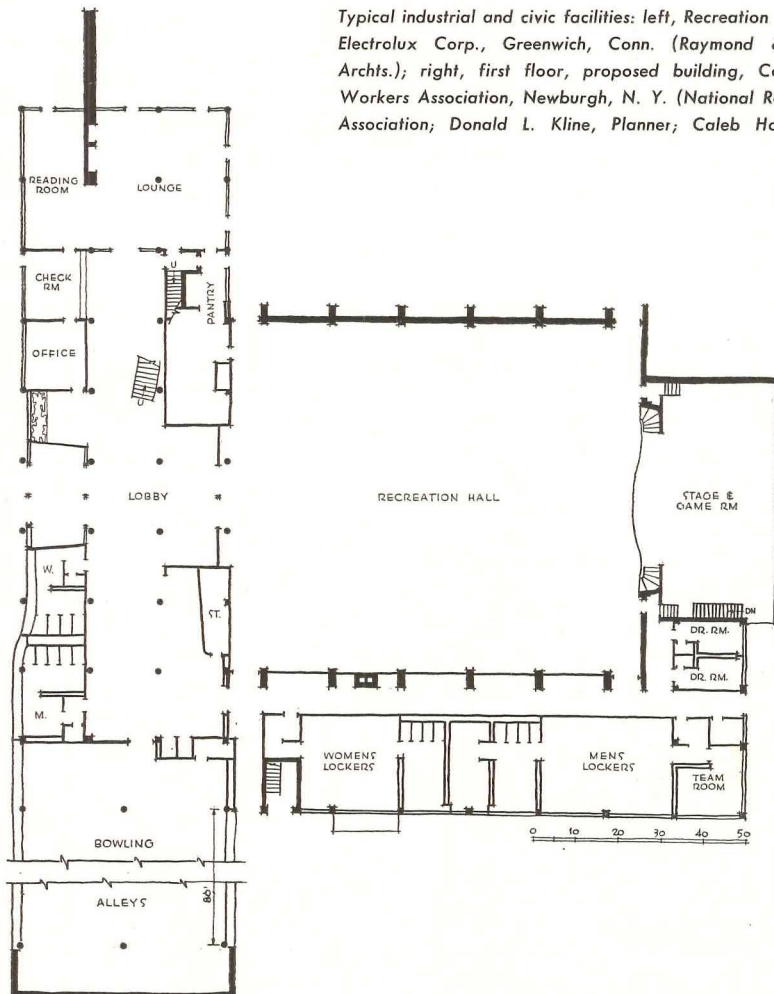 Typical industrial and civic facilities: left, Recreation
Electrolux Corp., Greenwich, Conn. (Raymond
Archts.); right, first floor, proposed building,
Workers Association, Newburgh, N. Y. (National
Association; Donald L. Kline, Planner; Caleb
READING
ROOM
LOUNGE
CHECK
RM
U
PANTRY
OFFICE
LOBBY
RECREATION HALL
STAGE &
GAME RM
W.
ST.
M.
DN
DR. RM.
DR. RM.
WOMENS
LOCKERS
MENS
LOCKERS
TEAM
ROOM
0 10 20 30 40 50
BOWLING
ALLEYS
86'